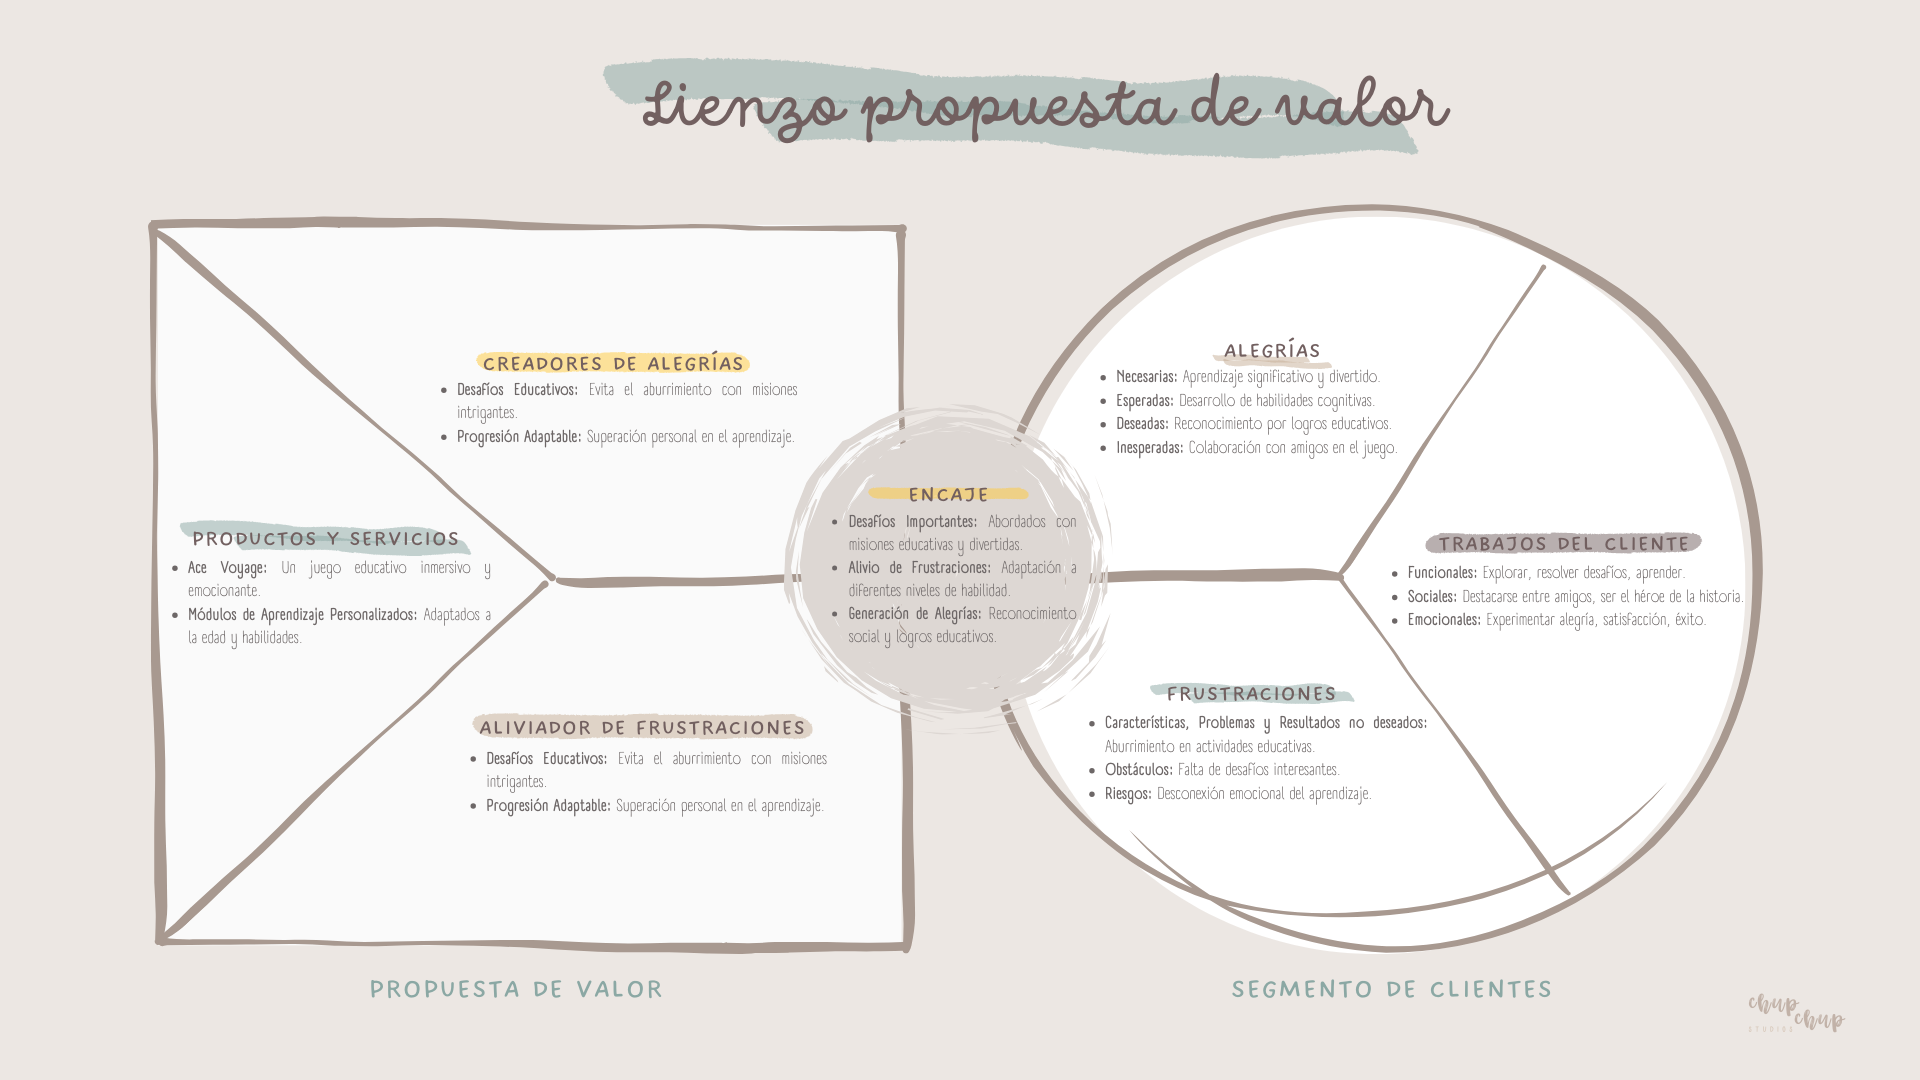 Lienzo propuesta de valor
CREADORES DE ALEGRÍAS
• Desafíos Educativos: Evita el aburrimiento con misiones
intrigantes.
• Progresión Adaptable: Superación personal en el aprendizaje.
PRODUCTOS Y SERVICIOS
• Ace Voyage: Un juego educativo inmersivo y
emocionante.
• Módulos de Aprendizaje Personalizados: Adaptados a
la edad y habilidades.
ALIVIADOR DE FRUSTRACIONES
• Desafíos Educativos: Evita el aburrimiento con misiones
intrigantes.
• Progresión Adaptable: Superación personal en el aprendizaje.
ENCAJE
• Desafíos Importantes: Abordados con
misiones educativas y divertidas.
• Alivio de Frustraciones: Adaptación a
diferentes niveles de habilidad.
• Generación de Alegrías: Reconocimiento
social y logros educativos.
ALEGRÍAS
• Necesarias: Aprendizaje significativo y divertido.
• Esperadas: Desarrollo de habilidades cognitivas.
• Deseadas: Reconocimiento por logros educativos.
• Inesperadas: Colaboración con amigos en el juego.
TRABAJOS DEL CLIENTE
• Funcionales: Explorar, resolver desafíos, aprender.
• Sociales: Destacarse entre amigos, ser el héroe de la historia.
• Emocionales: Experimentar alegría, satisfacción, éxito.
FRUSTRACIONES
• Características, Problemas y Resultados no deseados:
Aburrimiento en actividades educativas.
• Obstáculos: Falta de desafíos interesantes.
• Riesgos: Desconexión emocional del aprendizaje.
PROPUESTA DE VALOR
SEGMENTO DE CLIENTES
chup
chup
STUDIOS